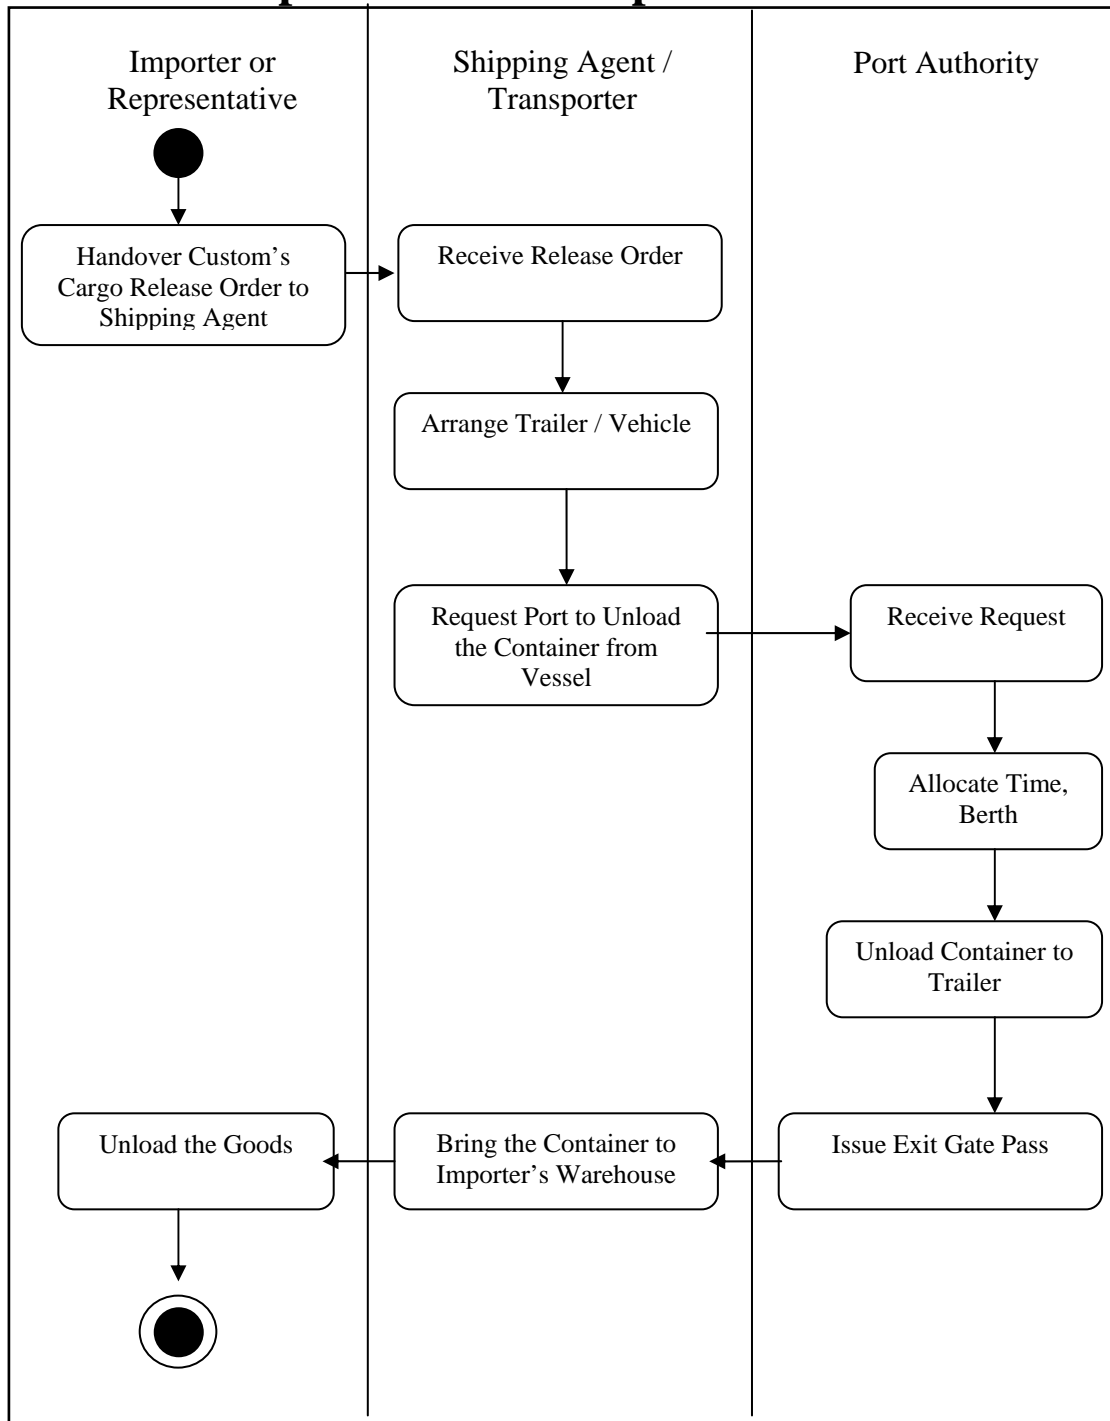 Importer or
Representative
Shipping Agent /
Transporter
Port Authority
Handover Custom's
Cargo Release Order to
Shipping Agent
Receive Release Order
Arrange Trailer / Vehicle
Request Port to Unload
the Container from
Vessel
Receive Request
Allocate Time,
Berth
Unload Container to
Trailer
Unload the Goods
Bring the Container to
Importer's Warehouse
Issue Exit Gate Pass